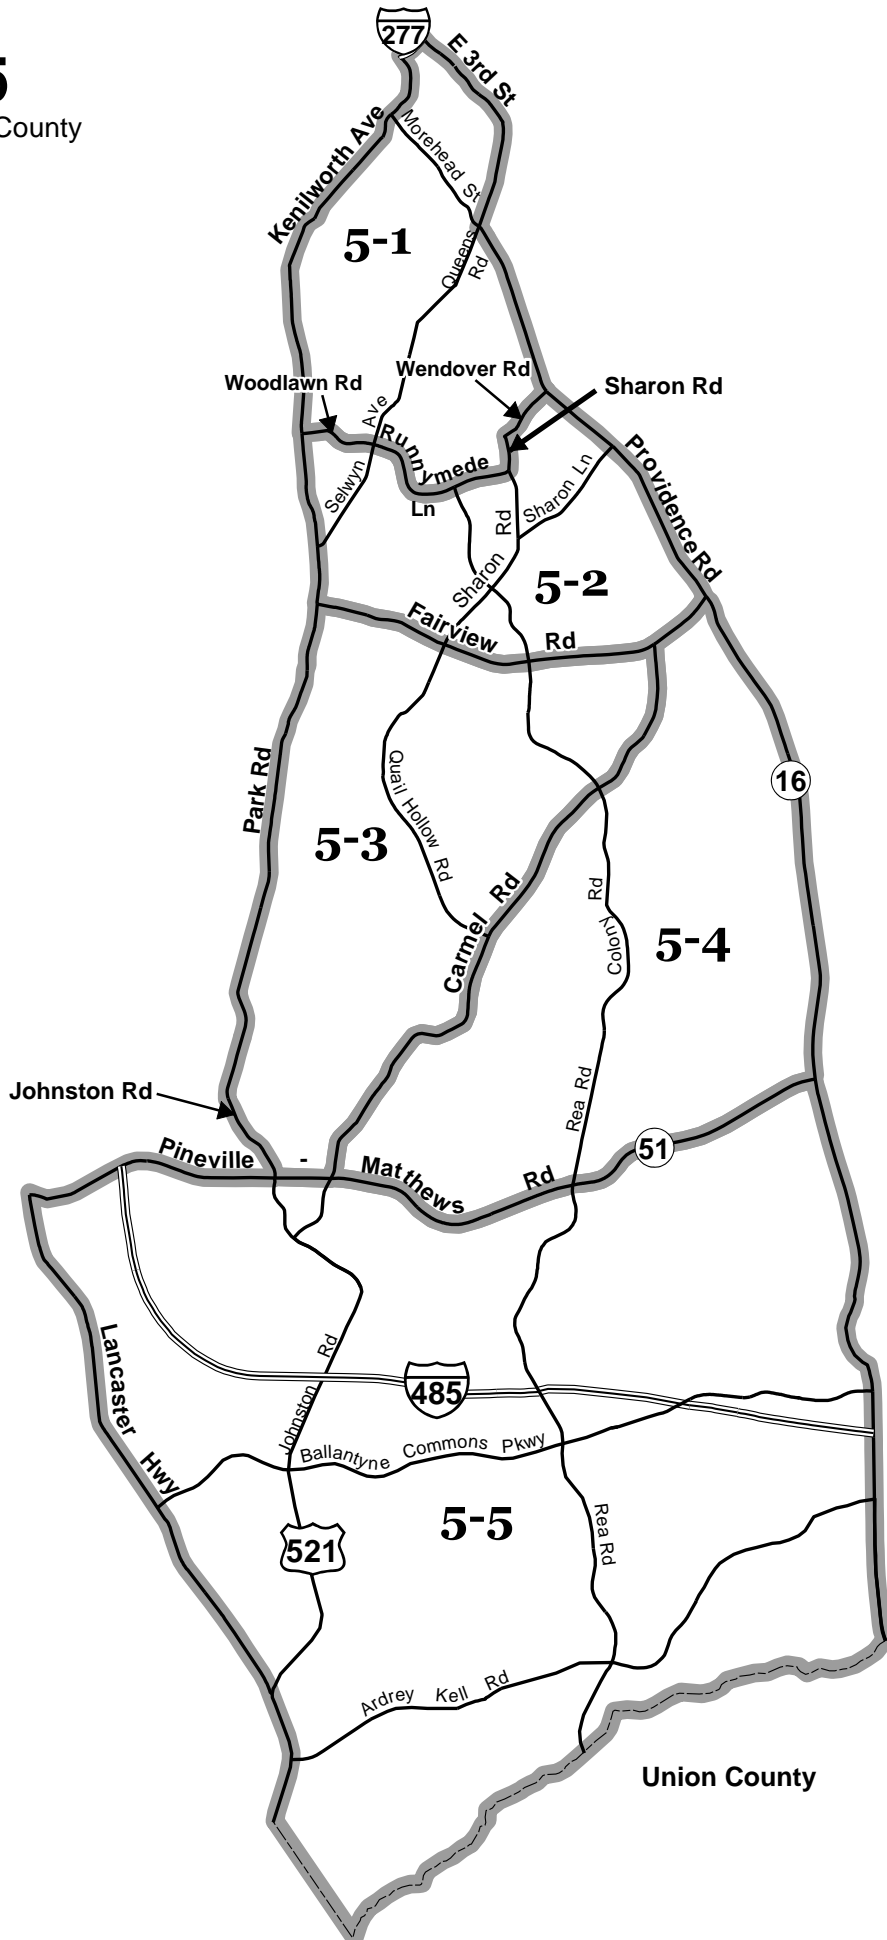 277
E 3rd St
5
County
Kenilworth Ave
Morehead St
5-1
Queens
Rd
Woodlawn Rd
Wendover Rd
Sharon Rd
Selwyn Ave
Runnymede
Ln
Sharon Ln
Providence Rd
Sharon Rd
5-2
Fairview Rd
Park Rd
Quail Hollow Rd
16
5-3
Carmel Rd
Colony Rd
5-4
Johnston Rd
Rea Rd
Pineville - Matthews Rd
51
Lancaster Hwy
Johnston Rd
485
Ballantyne Commons Pkwy
5-5
521
Rea Rd
Ardrey Kell Rd
Union County